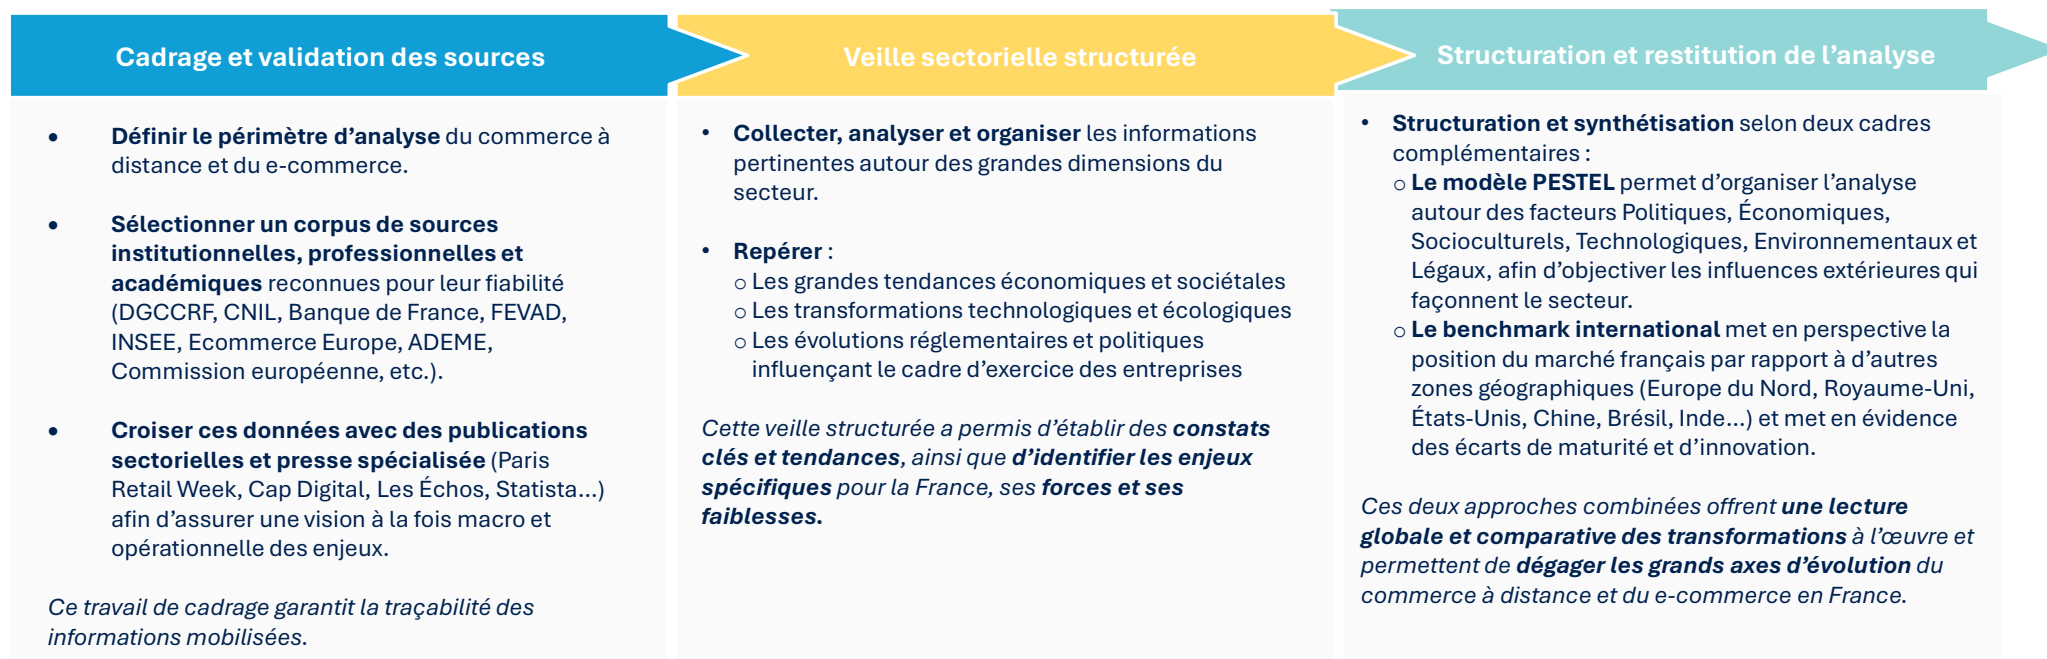 Cadrage et validation des sources
• Définir le périmètre d’analyse du commerce à
distance et du e-commerce.
• Sélectionner un corpus de sources
institutionnelles, professionnelles et
académiques reconnues pour leur fiabilité
(DGCCRF, CNIL, Banque de France, FEVAD,
INSEE, Ecommerce Europe, ADEME,
Commission européenne, etc.).
• Croiser ces données avec des publications
sectorielles et presse spécialisée (Paris
Retail Week, Cap Digital, Les Échos, Statista...)
afin d’assurer une vision à la fois macro et
opérationnelle des enjeux.
Ce travail de cadrage garantit la traçabilité des
informations mobilisées.
Veille sectorielle structurée
• Collecter, analyser et organiser les informations
pertinentes autour des grandes dimensions du
secteur.
• Repérer :
o Les grandes tendances économiques et sociétales
o Les transformations technologiques et écologiques
o Les évolutions réglementaires et politiques
influençant le cadre d’exercice des entreprises
Cette veille structurée a permis d’établir des constats
clés et tendances, ainsi que d’identifier les enjeux
spécifiques pour la France, ses forces et ses
faiblesses.
Structuration et restitution de l’analyse
• Structuration et synthétisation selon deux cadres
complémentaires :
o Le modèle PESTEL permet d’organiser l’analyse
autour des facteurs Politiques, Économiques,
Socioculturels, Technologiques, Environnementaux et
Légaux, afin d’objectiver les influences extérieures qui
façonnent le secteur.
o Le benchmark international met en perspective la
position du marché français par rapport à d’autres
zones géographiques (Europe du Nord, Royaume-Uni,
États-Unis, Chine, Brésil, Inde...) et met en évidence
des écarts de maturité et d’innovation.
Ces deux approches combinées offrent une lecture
globale et comparative des transformations à l’œuvre et
permettent de dégager les grands axes d’évolution du
commerce à distance et du e-commerce en France.